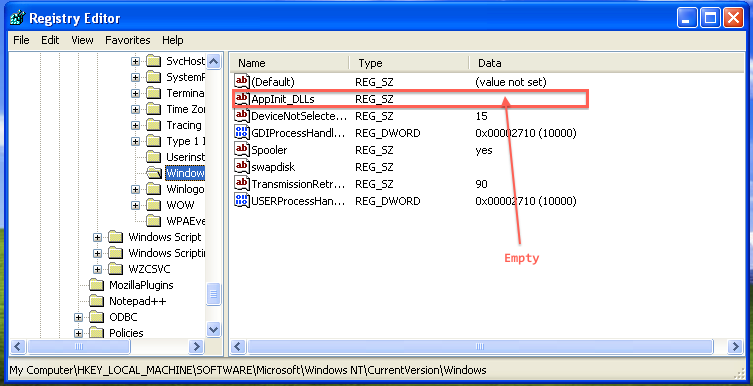 Registry Editor
File Edit View Favorites Help
SvcHost
SystemR
Termina
Time Zor
Tracing
Type 1 I
Userinst
Window
Winlogo
WOW
WPAEve
Windows Script
Windows Scriptin
WZCSVC
MozillaPlugins
Notepad++
ODBC
Policies
Name Type Data
(Default) REG_SZ (value not set)
AppInit_DLLs REG_SZ
DeviceNotSelecte... REG_SZ 15
GDIProcessHandl... REG_DWORD 0x00002710 (10000)
Spooler REG_SZ yes
swapdisk REG_SZ
TransmissionRetr... REG_SZ 90
USERProcessHan... REG_DWORD 0x00002710 (10000)
Empty
My Computer\HKEY_LOCAL_MACHINE\SOFTWARE\Microsoft\Windows NT\CurrentVersion\Windows